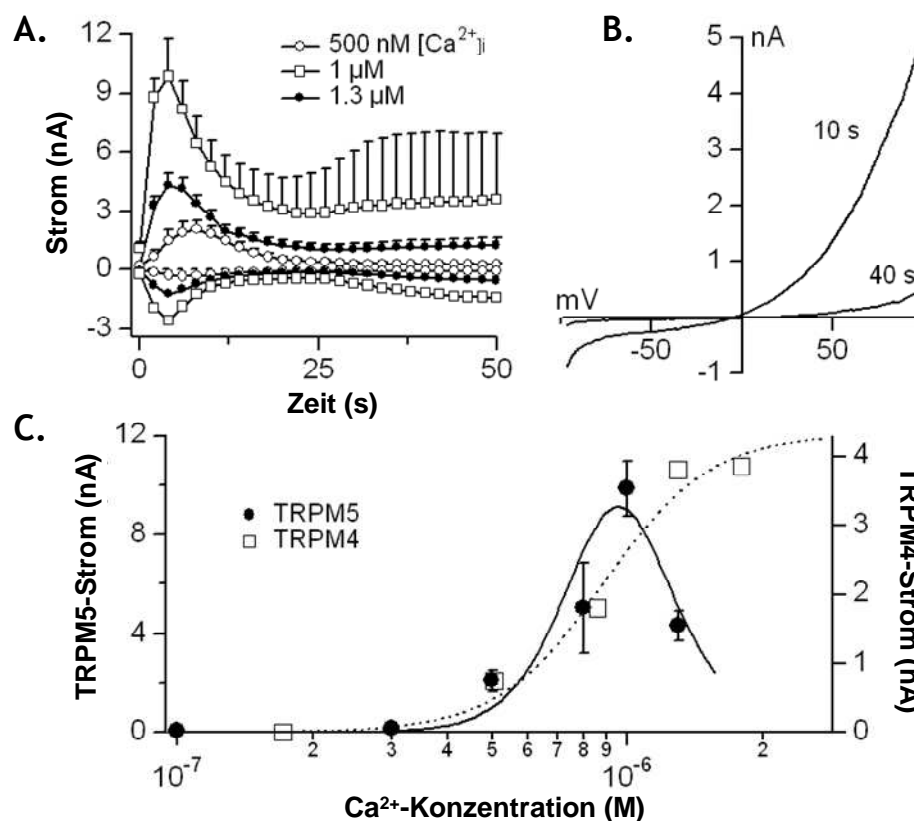 A.
12
9
6
3
0
-3
Strom (nA)
500 nM [Ca²⁺]i
1 µM
1.3 µM
0
25
50
Zeit (s)
B.
5
nA
4
3
2
1
-1
10 s
40 s
mV
-50
50
C.
12
8
4
0
TRPM5-Strom (nA)
TRPM5
TRPM4
4
3
2
1
0
TRPM4-Strom (nA)
10⁻⁷
2
3
4
5
6
7
8
9
10⁻⁶
2
Ca²⁺-Konzentration (M)